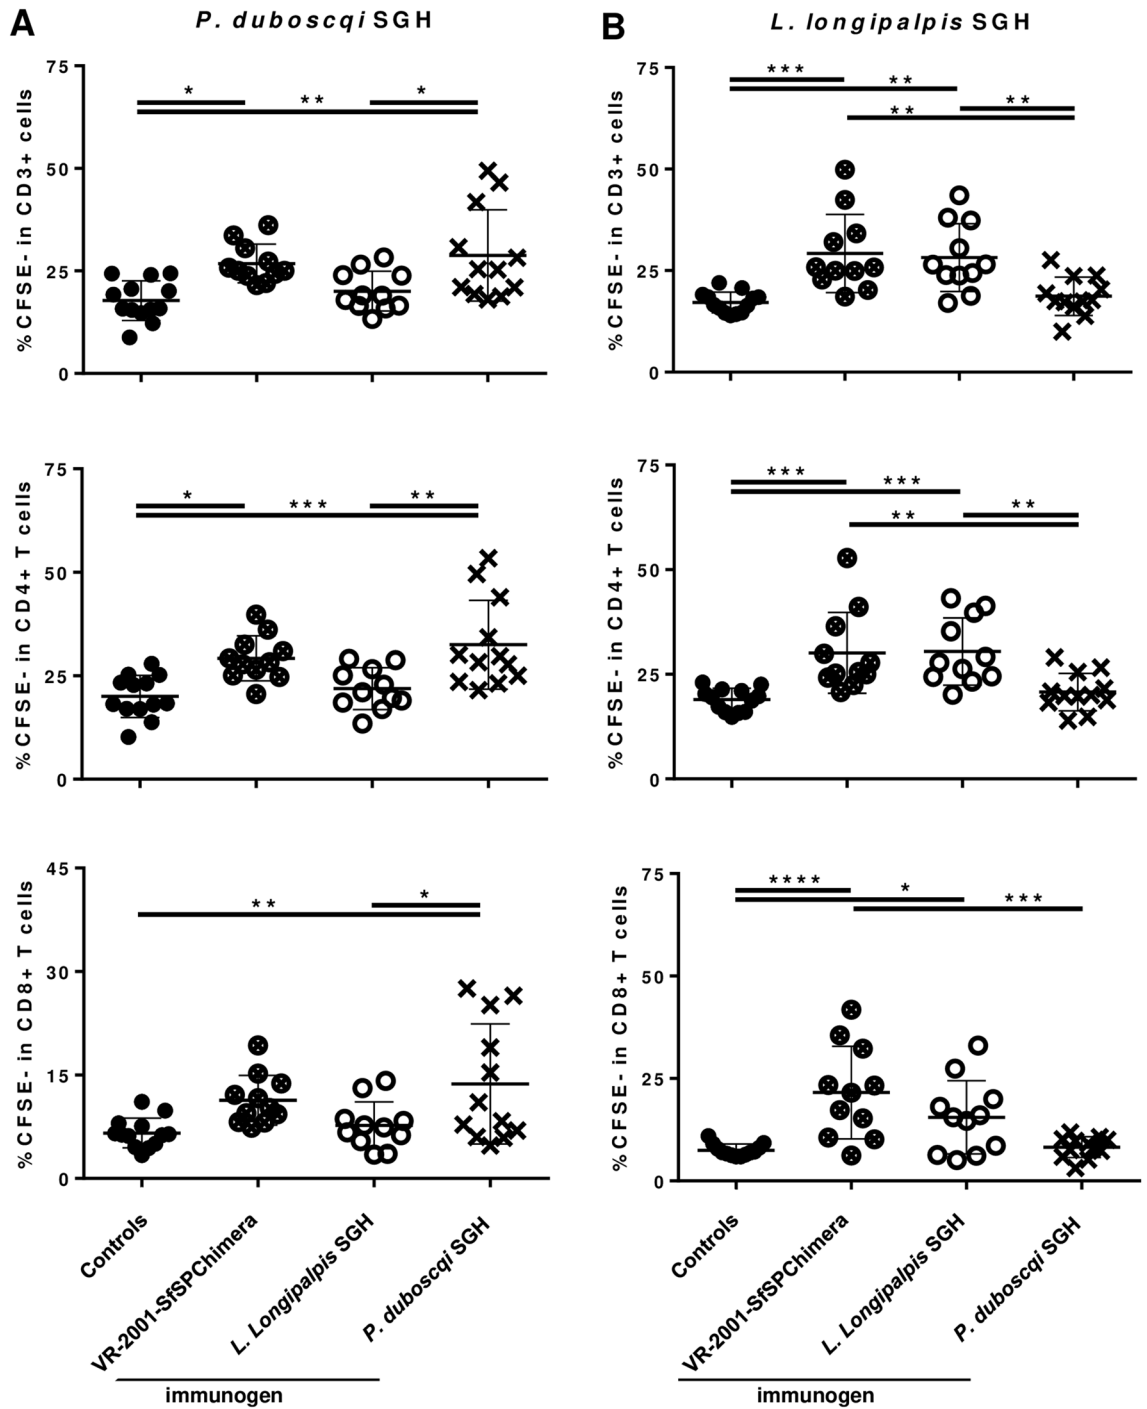 A
P. duboscqi SGH
%CFSE- in CD3+ cells
75
50
25
0
*
**
*
%CFSE- in CD4+ T cells
75
50
25
0
*
***
**
%CFSE- in CD8+ T cells
45
30
15
0
**
*
Controls
VR-2001-SfSPChimera
L. Longipalpis SGH
P. duboscqi SGH
immunogen
B
L. longipalpis SGH
%CFSE- in CD3+ cells
75
50
25
0
***
**
**
**
%CFSE- in CD4+ T cells
75
50
25
0
***
***
**
**
%CFSE- in CD8+ T cells
75
50
25
0
****
*
***
Controls
VR-2001-SfSPChimera
L. Longipalpis SGH
P. duboscqi SGH
immunogen